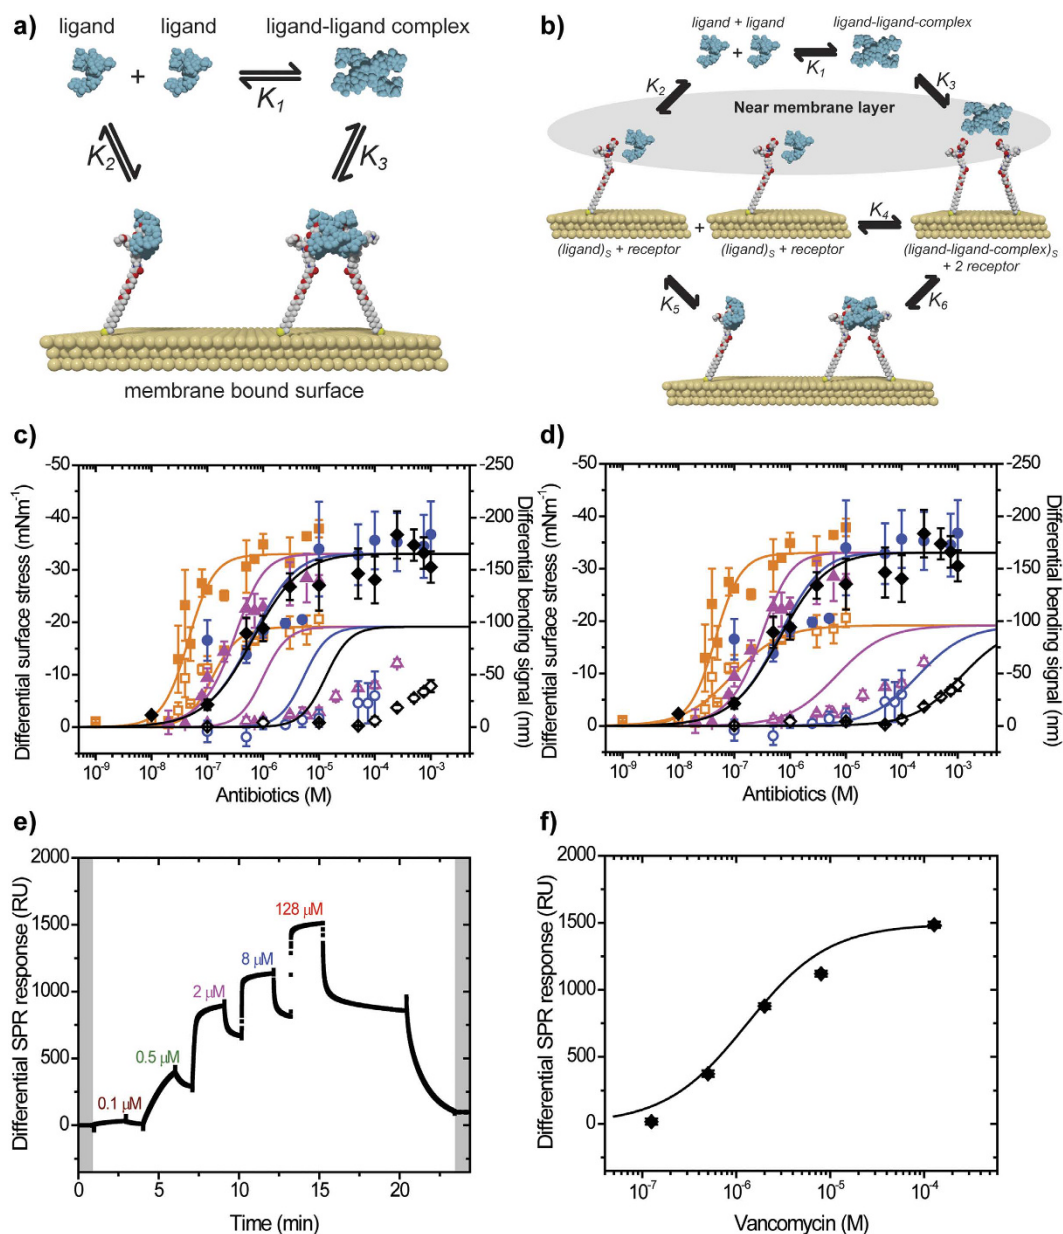 a)
ligand ligand ligand-ligand complex
+
K1
K2 K3
membrane bound surface
b)
ligand + ligand ligand-ligand-complex
+
K1
K2 K3
Near membrane layer
+
K4
(ligand)S + receptor (ligand)S + receptor (ligand-ligand-complex)S
+ 2 receptor
K5 K6
c)
Differential surface stress (mNm-1)
-50
-40
-30
-20
-10
0
-250
-200
-150
-100
-50
0
Differential bending signal (nm)
10-9 10-8 10-7 10-6 10-5 10-4 10-3
Antibiotics (M)
d)
Differential surface stress (mNm-1)
-50
-40
-30
-20
-10
0
-250
-200
-150
-100
-50
0
Differential bending signal (nm)
10-9 10-8 10-7 10-6 10-5 10-4 10-3
Antibiotics (M)
e)
Differential SPR response (RU)
2000
1500
1000
500
0
128 µM
8 µM
2 µM
0.5 µM
0.1 µM
0 5 10 15 20
Time (min)
f)
Differential SPR response (RU)
2000
1500
1000
500
0
10-7 10-6 10-5 10-4
Vancomycin (M)